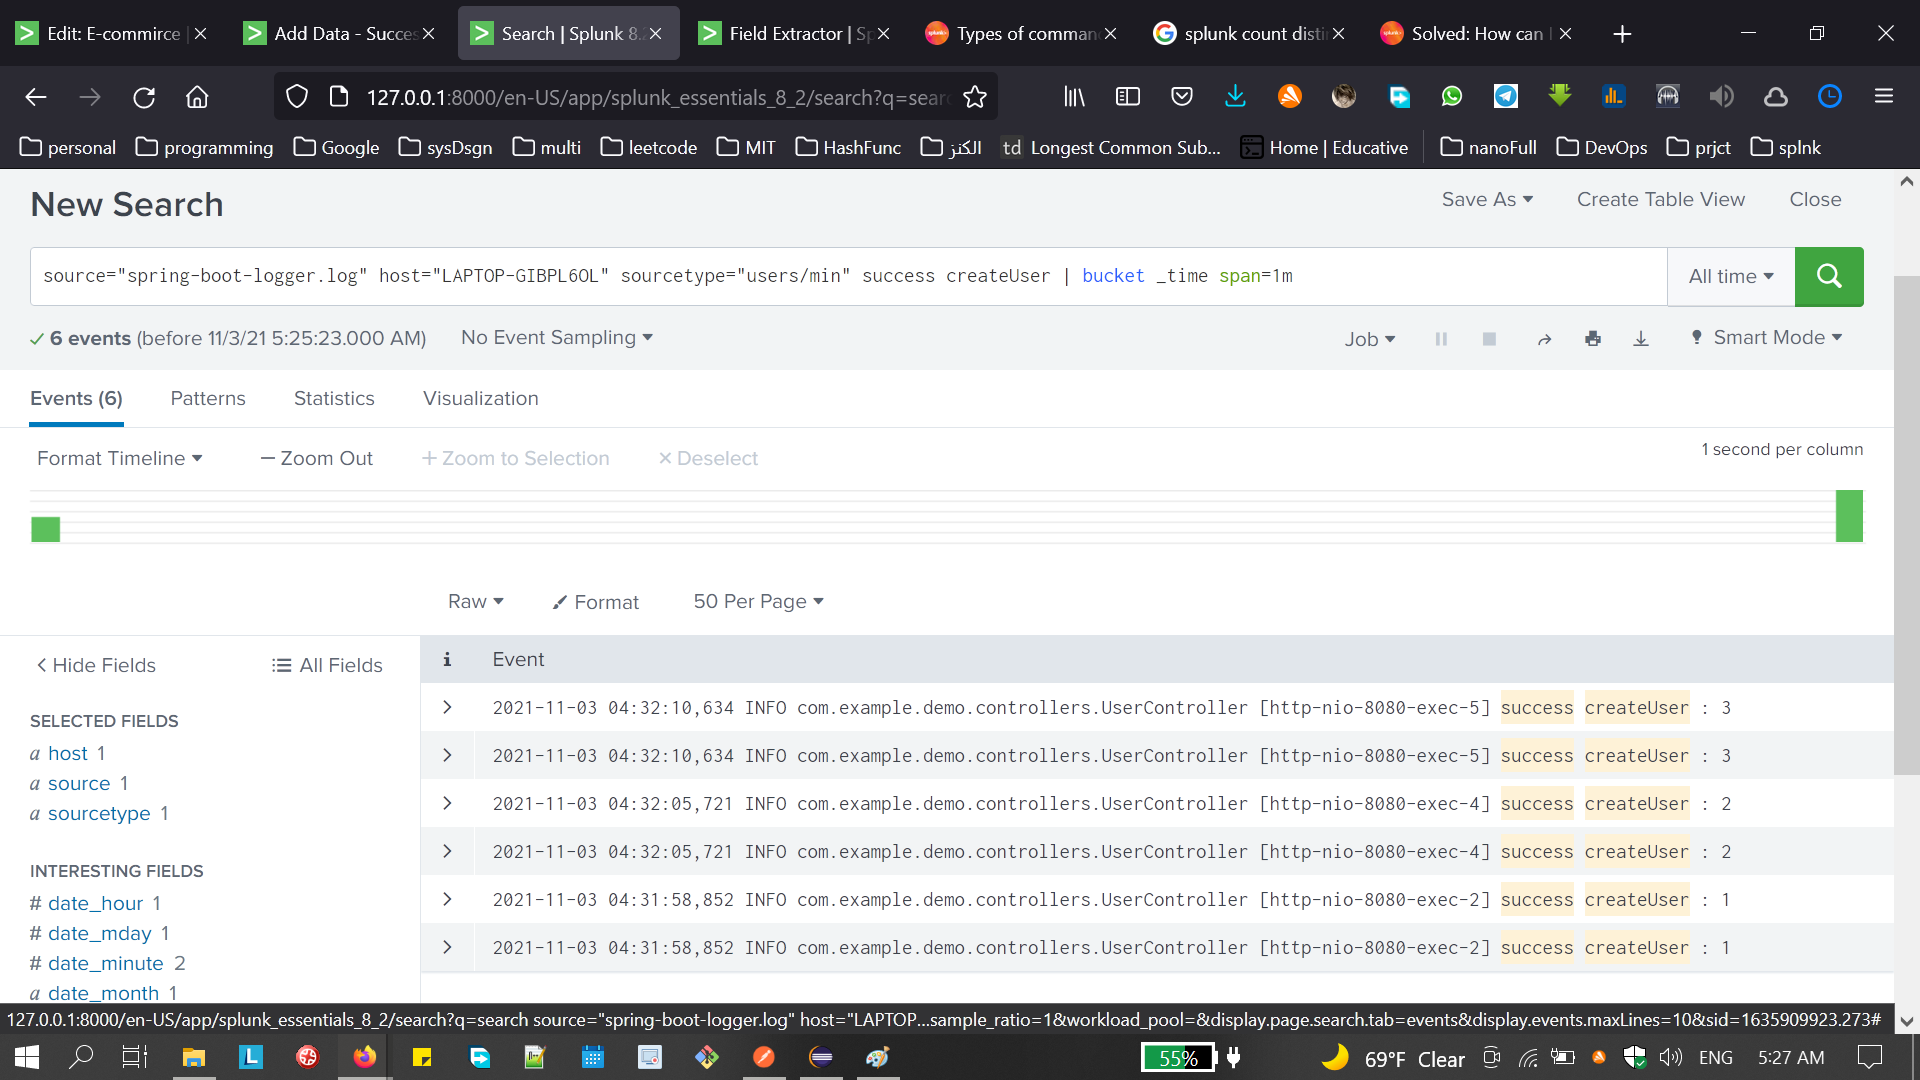 Edit: E-commirce |
Add Data - Succes
Search | Splunk 8.
Field Extractor | Sp
Types of comman
splunk count disti
Solved: How can I
127.0.0.1:8000/en-US/app/splunk_essentials_8_2/search?q=searc
personal
programming
Google
sysDsgn
multi
leetcode
MIT
HashFunc
الكنز
td Longest Common Sub...
Home | Educative
nanoFull
DevOps
prjct
splnk
New Search
Save As
Create Table View
Close
source="spring-boot-logger.log" host="LAPTOP-GIBPL6OL" sourcetype="users/min" success createUser | bucket _time span=1m
All time
6 events (before 11/3/21 5:25:23.000 AM)
No Event Sampling
Job
Smart Mode
Events (6)
Patterns
Statistics
Visualization
Format Timeline
— Zoom Out
+ Zoom to Selection
× Deselect
1 second per column
Raw
Format
50 Per Page
< Hide Fields
All Fields
i
Event
SELECTED FIELDS
a host 1
a source 1
a sourcetype 1
INTERESTING FIELDS
# date_hour 1
# date_mday 1
# date_minute 2
a date_month 1
2021-11-03 04:32:10,634 INFO com.example.demo.controllers.UserController [http-nio-8080-exec-5] success createUser : 3
2021-11-03 04:32:10,634 INFO com.example.demo.controllers.UserController [http-nio-8080-exec-5] success createUser : 3
2021-11-03 04:32:05,721 INFO com.example.demo.controllers.UserController [http-nio-8080-exec-4] success createUser : 2
2021-11-03 04:32:05,721 INFO com.example.demo.controllers.UserController [http-nio-8080-exec-4] success createUser : 2
2021-11-03 04:31:58,852 INFO com.example.demo.controllers.UserController [http-nio-8080-exec-2] success createUser : 1
2021-11-03 04:31:58,852 INFO com.example.demo.controllers.UserController [http-nio-8080-exec-2] success createUser : 1
127.0.0.1:8000/en-US/app/splunk_essentials_8_2/search?q=search source="spring-boot-logger.log" host="LAPTOP...sample_ratio=1&workload_pool=&display.page.search.tab=events&display.events.maxLines=10&sid=1635909923.273#
55%
69°F Clear
ENG
5:27 AM